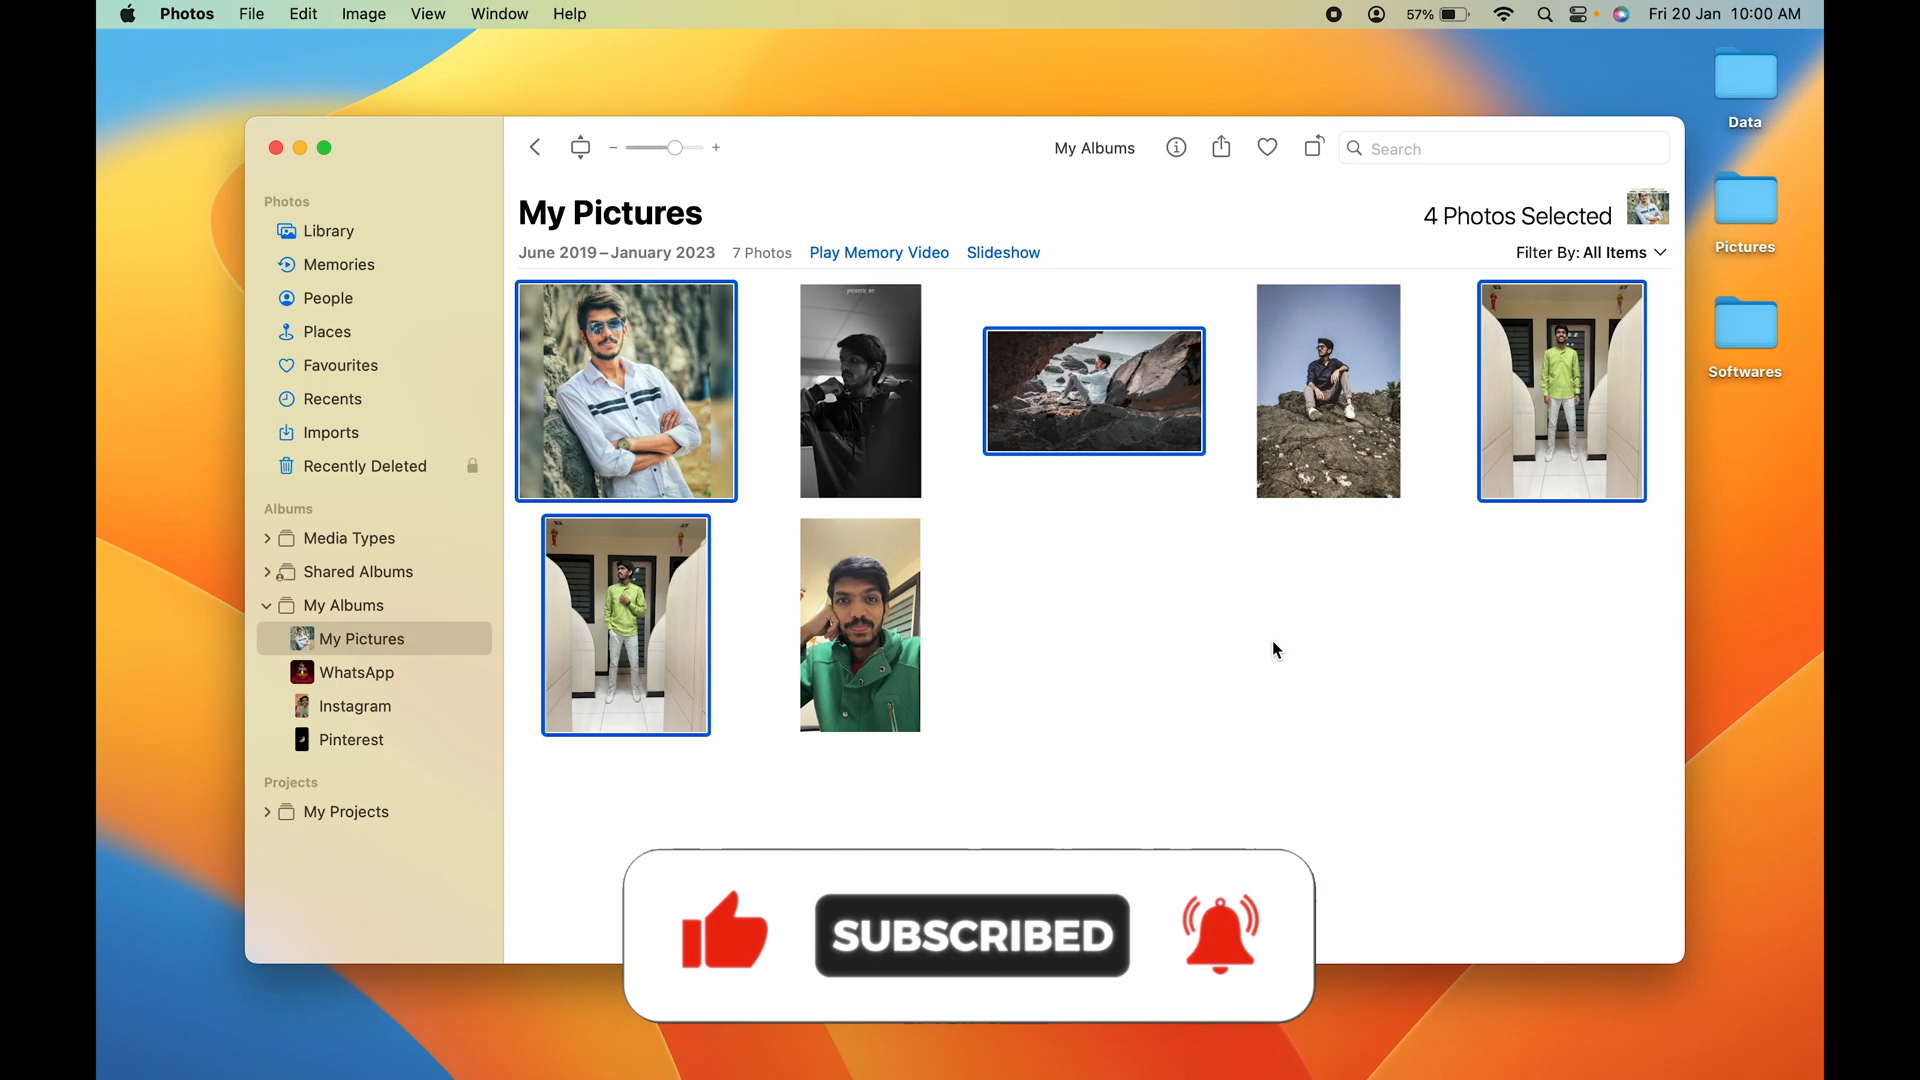 Photos File Edit Image View Window Help 57% Fri 20 Jan 10:00 AM
Data
Pictures
Softwares
My Albums Search
Photos
Library
Memories
People
Places
Favourites
Recents
Imports
Recently Deleted
Albums
Media Types
Shared Albums
My Albums
My Pictures
WhatsApp
Instagram
Pinterest
Projects
My Projects
My Pictures 4 Photos Selected
June 2019–January 2023 7 Photos Play Memory Video Slideshow Filter By: All Items
SUBSCRIBED